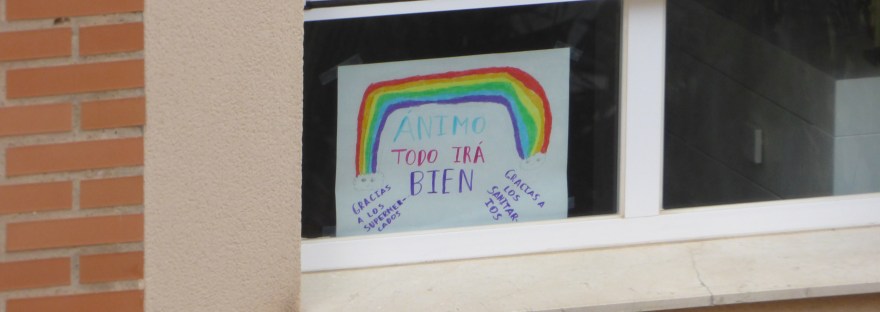 ÁNIMO
TODO IRÁ
BIEN
GRACIAS
A LOS
SUPERMER-
CADOS
GRACIAS A
LOS
SANITAR-
IOS